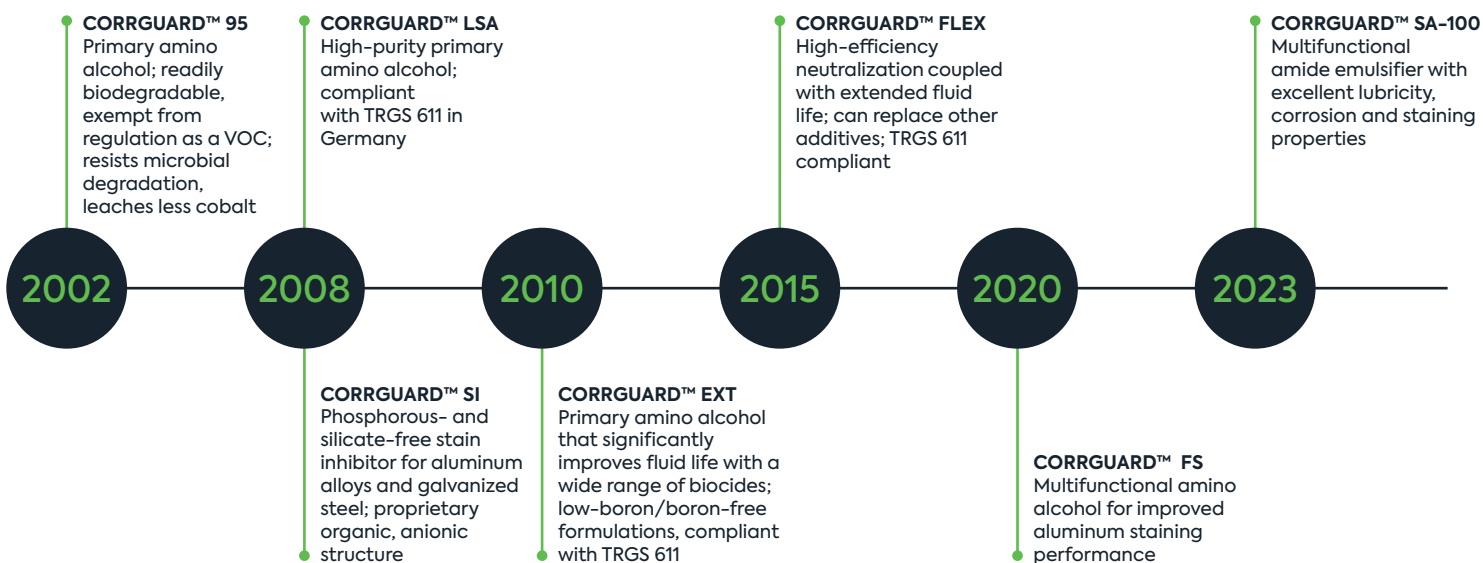 CORRGUARD™ 95
Primary amino
alcohol; readily
biodegradable,
exempt from
regulation as a VOC;
resists microbial
degradation,
leaches less cobalt
CORRGUARD™ LSA
High-purity primary
amino alcohol;
compliant
with TRGS 611 in
Germany
CORRGUARD™ FLEX
High-efficiency
neutralization coupled
with extended fluid
life; can replace other
additives; TRGS 611
compliant
CORRGUARD™ SA-100
Multifunctional
amide emulsifier with
excellent lubricity,
corrosion and staining
properties
2002
2008
2010
2015
2020
2023
CORRGUARD™ SI
Phosphorous- and
silicate-free stain
inhibitor for aluminum
alloys and galvanized
steel; proprietary
organic, anionic
structure
CORRGUARD™ EXT
Primary amino alcohol
that significantly
improves fluid life with a
wide range of biocides;
low-boron/boron-free
formulations, compliant
with TRGS 611
CORRGUARD™ FS
Multifunctional amino
alcohol for improved
aluminum staining
performance